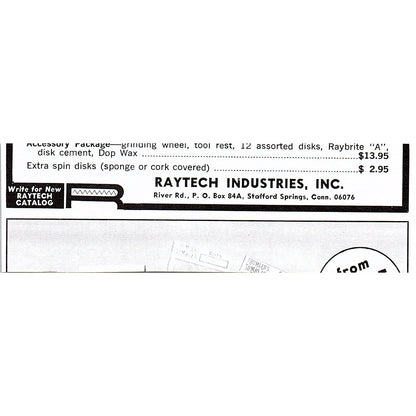 Accessory Package—grinding wheel, tool rest, 12 assorted disks, Raybrite "A",
disk cement, Dop Wax ........................................................$13.95
Extra spin disks (sponge or cork covered) ......................................$ 2.95
Write for New
RAYTECH
CATALOG
RAYTECH INDUSTRIES, INC.
River Rd., P. O. Box 84A, Stafford Springs, Conn. 06076
from